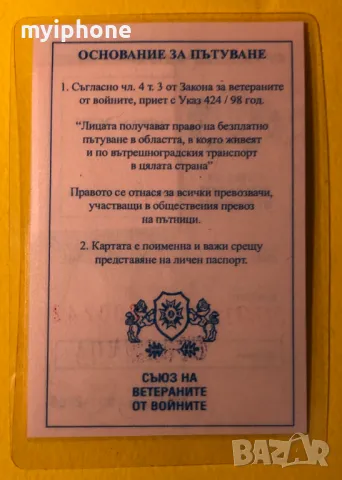 myiphone
ОСНОВАНИЕ ЗА ПЪТУВАНЕ
1. Съгласно чл. 4 т. 3 от Закона за ветераните
от войните, приет с Указ 424 / 98 год.
“Лицата получават право на безплатно
пътуване в областта, в която живеят
и по вътрешноградския транспорт
в цялата страна”
Правото се отнася за всички превозвачи,
участващи в обществения превоз
на пътници.
2. Картата е поименна и важи срещу
представяне на личен паспорт.
СЪЮЗ НА
ВЕТЕРАНИТЕ
ОТ ВОЙНИТЕ
BAZAR
bg